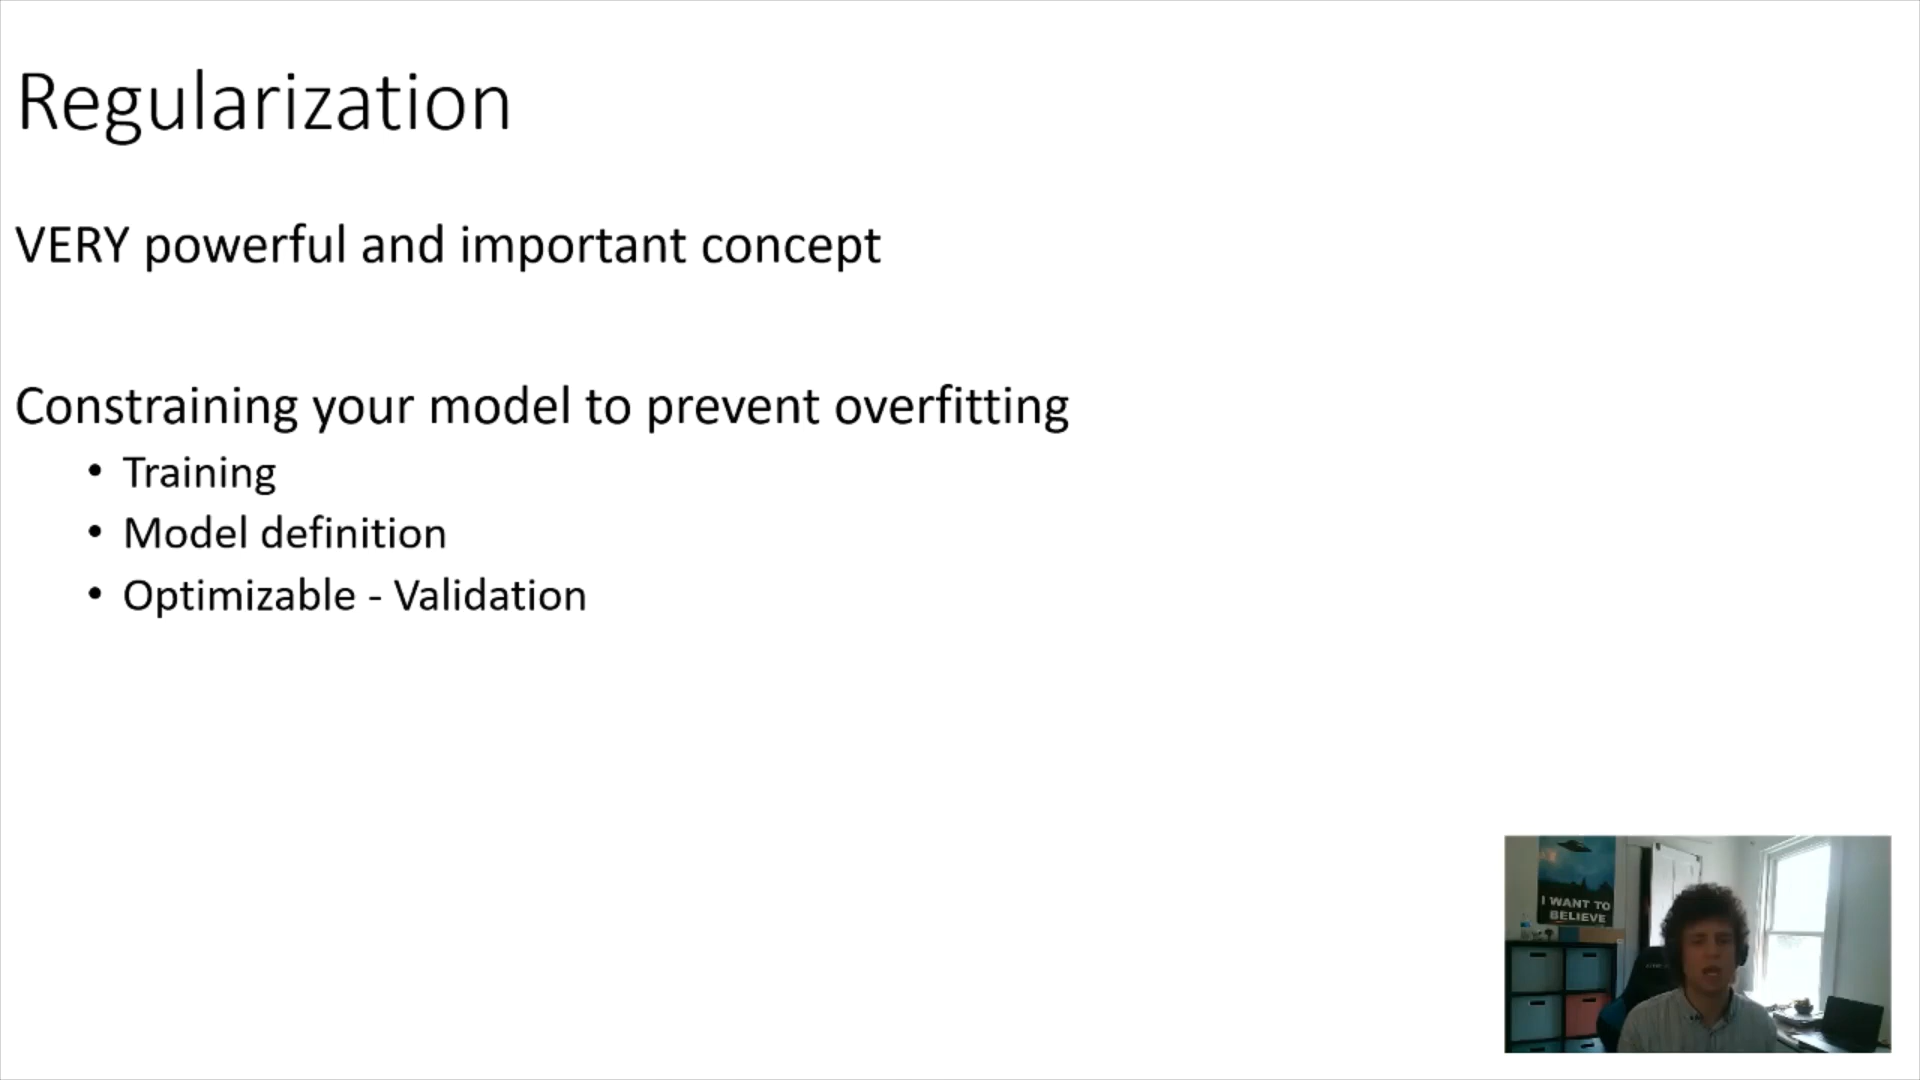 Regularization
VERY powerful and important concept
Constraining your model to prevent overfitting
• Training
• Model definition
• Optimizable - Validation
I WANT TO
BELIEVE